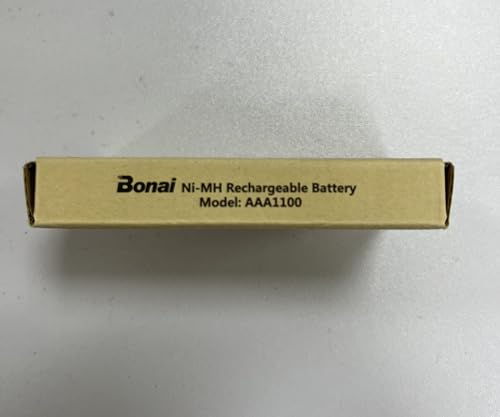 Bonai Ni-MH Rechargeable Battery
Model: AAA1100